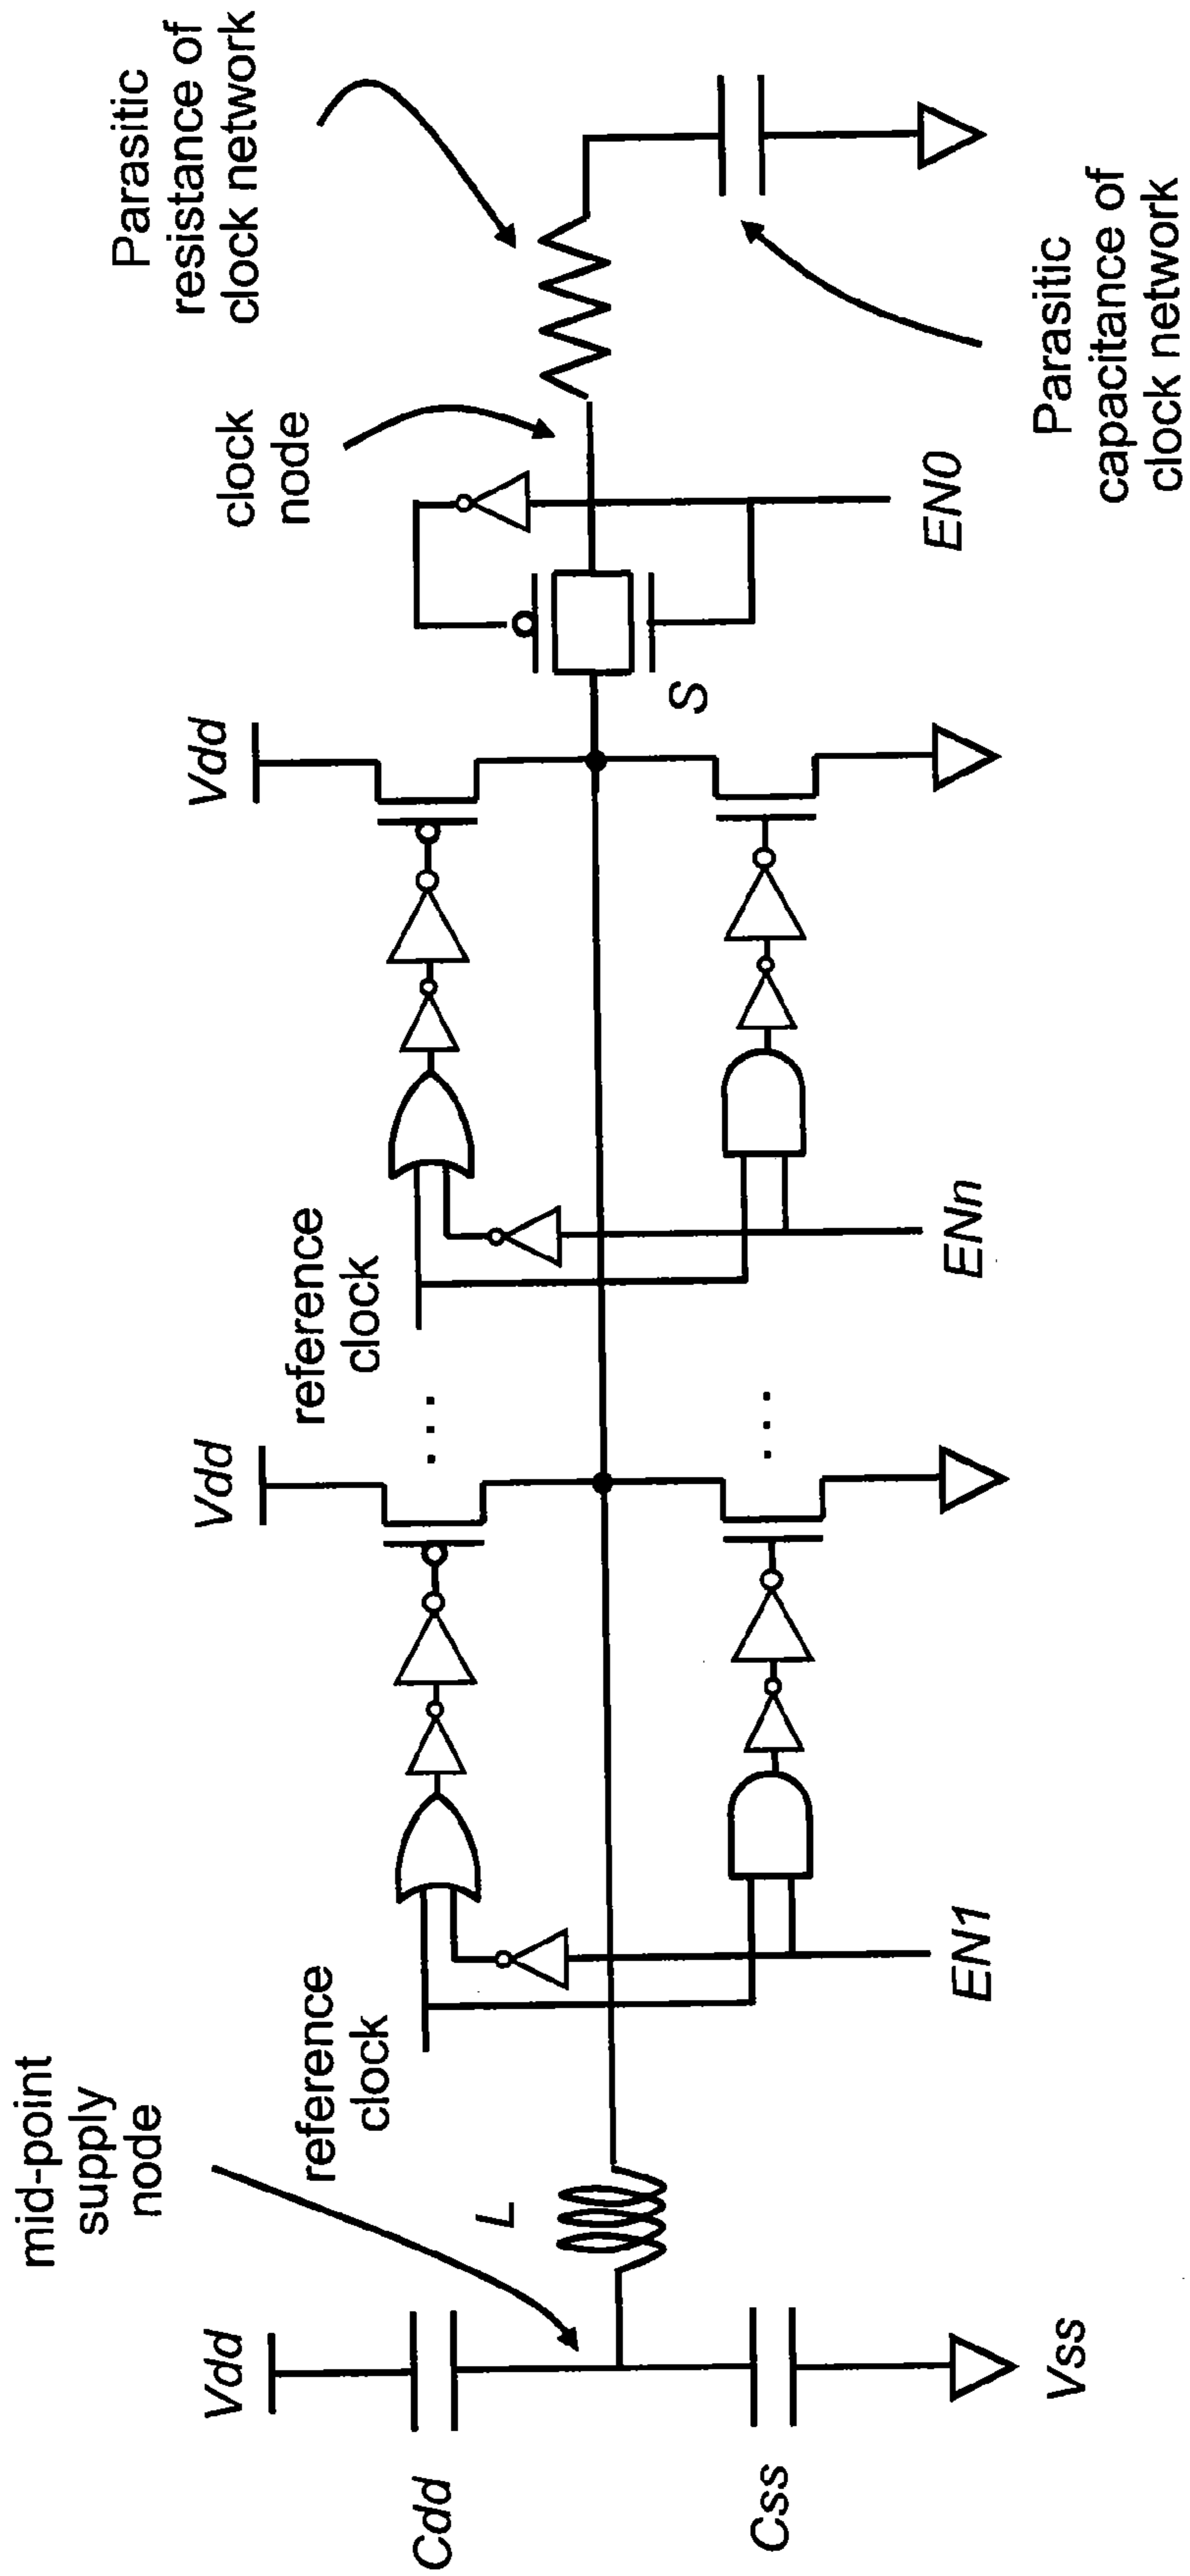 mid-point
supply
node
Vdd
Cdd
Css
Vss
L
reference
clock
EN1
Vdd
. . .
. . .
reference
clock
ENn
Vdd
S
EN0
clock
node
Parasitic
resistance of
clock network
Parasitic
capacitance of
clock network